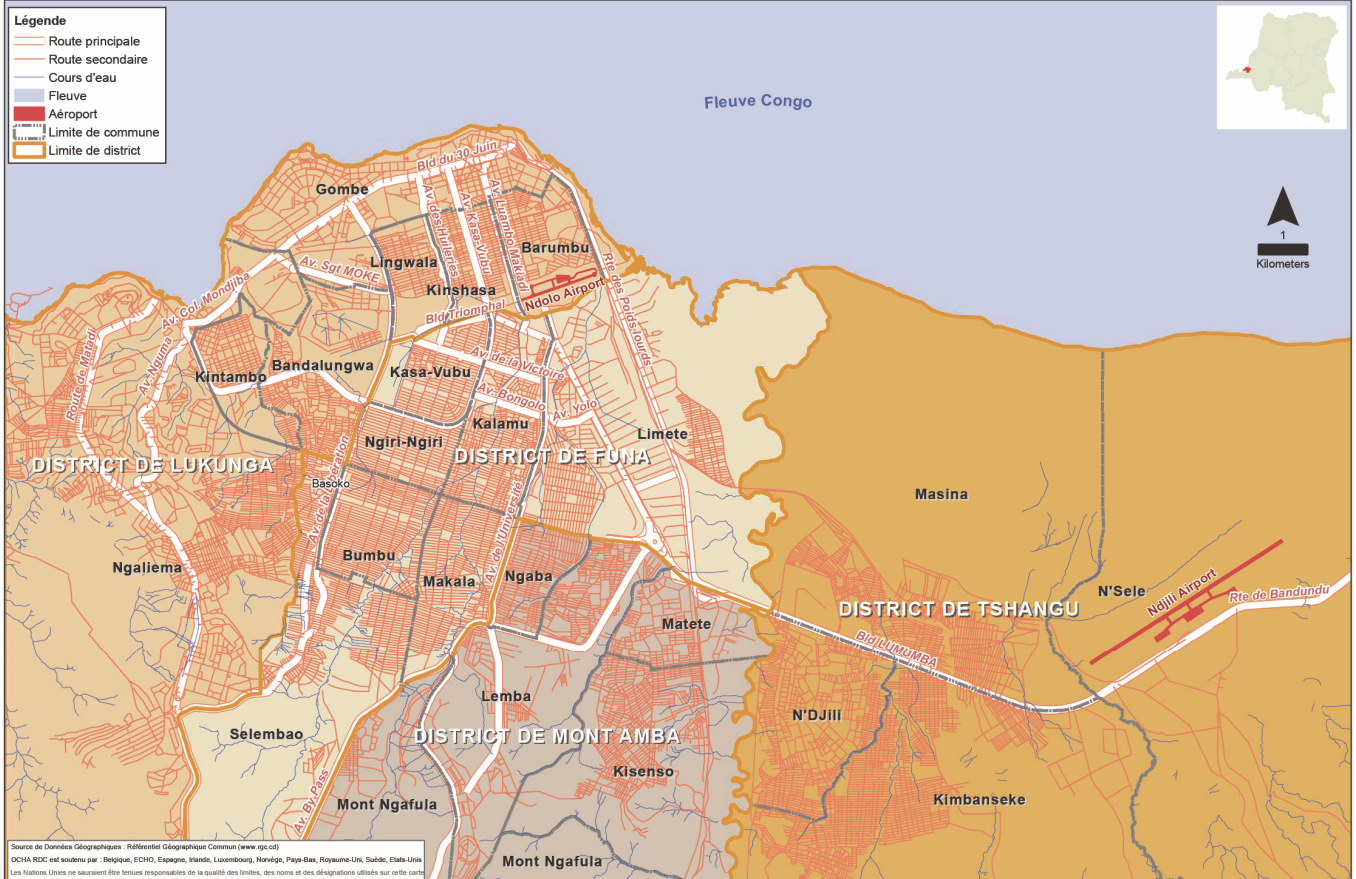 Légende
Route principale
Route secondaire
Cours d'eau
Fleuve
Aéroport
Limite de commune
Limite de district
Fleuve Congo
1
Kilometers
Bld du 30 Juin
Gombe
Av. des Huileries
Av. Kasa-Vubu
Av. Luambo Makiadi
Barumbu
Lingwala
Av. Sgt MOKE
Kinshasa
Ndolo Airport
Rte des Poids lourds
Av. Col. Mondjiba
Bld Triomphal
Route de Matadi
Av. Nguma
Kintambo
Bandalungwa
Kasa-Vubu
Av. de la Victoire
Av. Bongolo
Av. Yolo
Kalamu
Ngiri-Ngiri
Limete
DISTRICT DE LUKUNGA
DISTRICT DE FUNA
Basoko
Av. de la Libération
Av. de l'Université
Masina
Bumbu
Ngaliema
Makala
Ngaba
N'Sele
Ndjili Airport
Rte de Bandundu
DISTRICT DE TSHANGU
Matete
Bld LUMUMBA
Lemba
N'DJili
Selembao
DISTRICT DE MONT AMBA
Kisenso
Av. By Pass
Mont Ngafula
Kimbanseke
Mont Ngafula
Source de Données Géographiques : Référentiel Géographique Commun (www.rgc.cd)
OCHA RDC est soutenu par : Belgique, ECHO, Espagne, Irlande, Luxembourg, Norvège, Pays-Bas, Royaume-Uni, Suède, Etats-Unis
Les Nations Unies ne sauraient être tenues responsables de la qualité des limites, des noms et des désignations utilisés sur cette carte